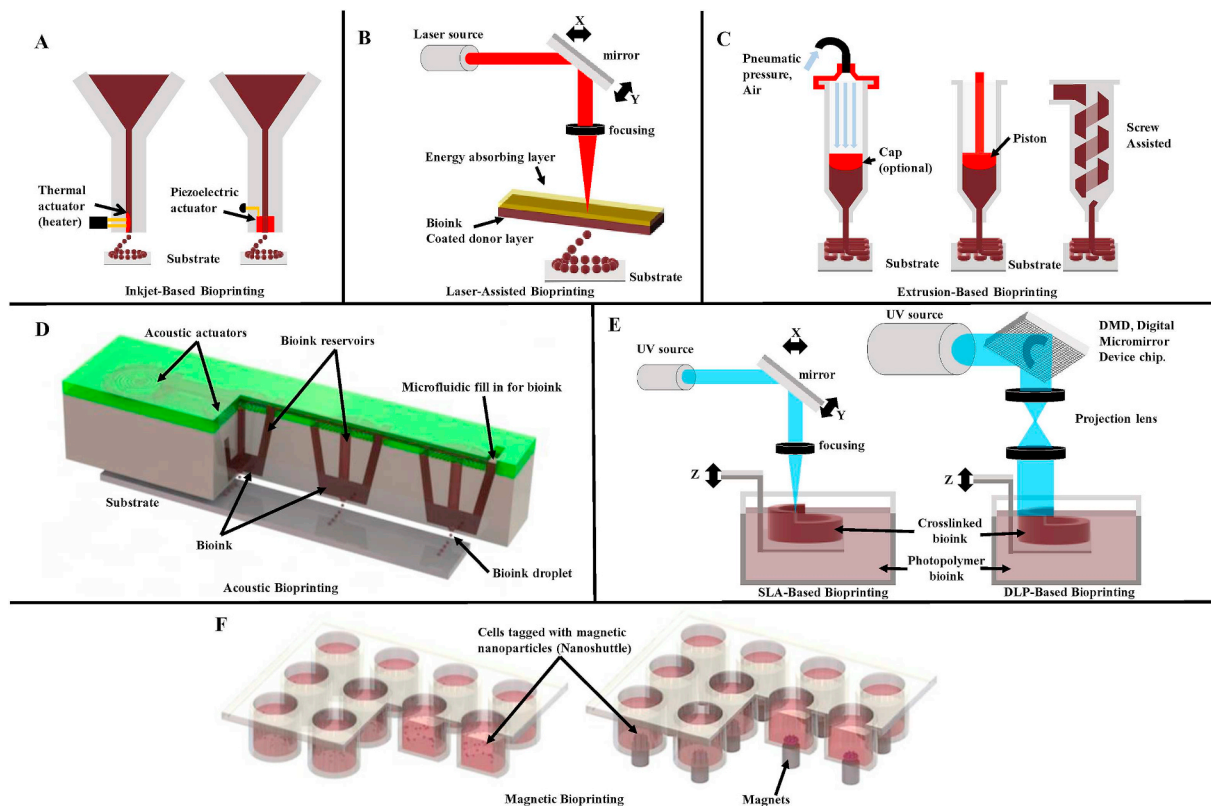 A
Thermal
actuator
(heater)
Piezoelectric
actuator
Substrate
Inkjet-Based Bioprinting
B
Laser source
X
mirror
Y
focusing
Energy absorbing layer
Bioink
Coated donor layer
Substrate
Laser-Assisted Bioprinting
C
Pneumatic
pressure,
Air
Cap
(optional)
Piston
Screw
Assisted
Substrate
Substrate
Extrusion-Based Bioprinting
D
Acoustic actuators
Bioink reservoirs
Microfluidic fill in for bioink
Substrate
Bioink
Bioink droplet
Acoustic Bioprinting
E
UV source
X
mirror
Y
focusing
Z
UV source
DMD, Digital
Micromirror
Device chip.
Projection lens
Z
Crosslinked
bioink
Photopolymer
bioink
SLA-Based Bioprinting
DLP-Based Bioprinting
F
Cells tagged with magnetic
nanoparticles (Nanoshuttle)
Magnets
Magnetic Bioprinting